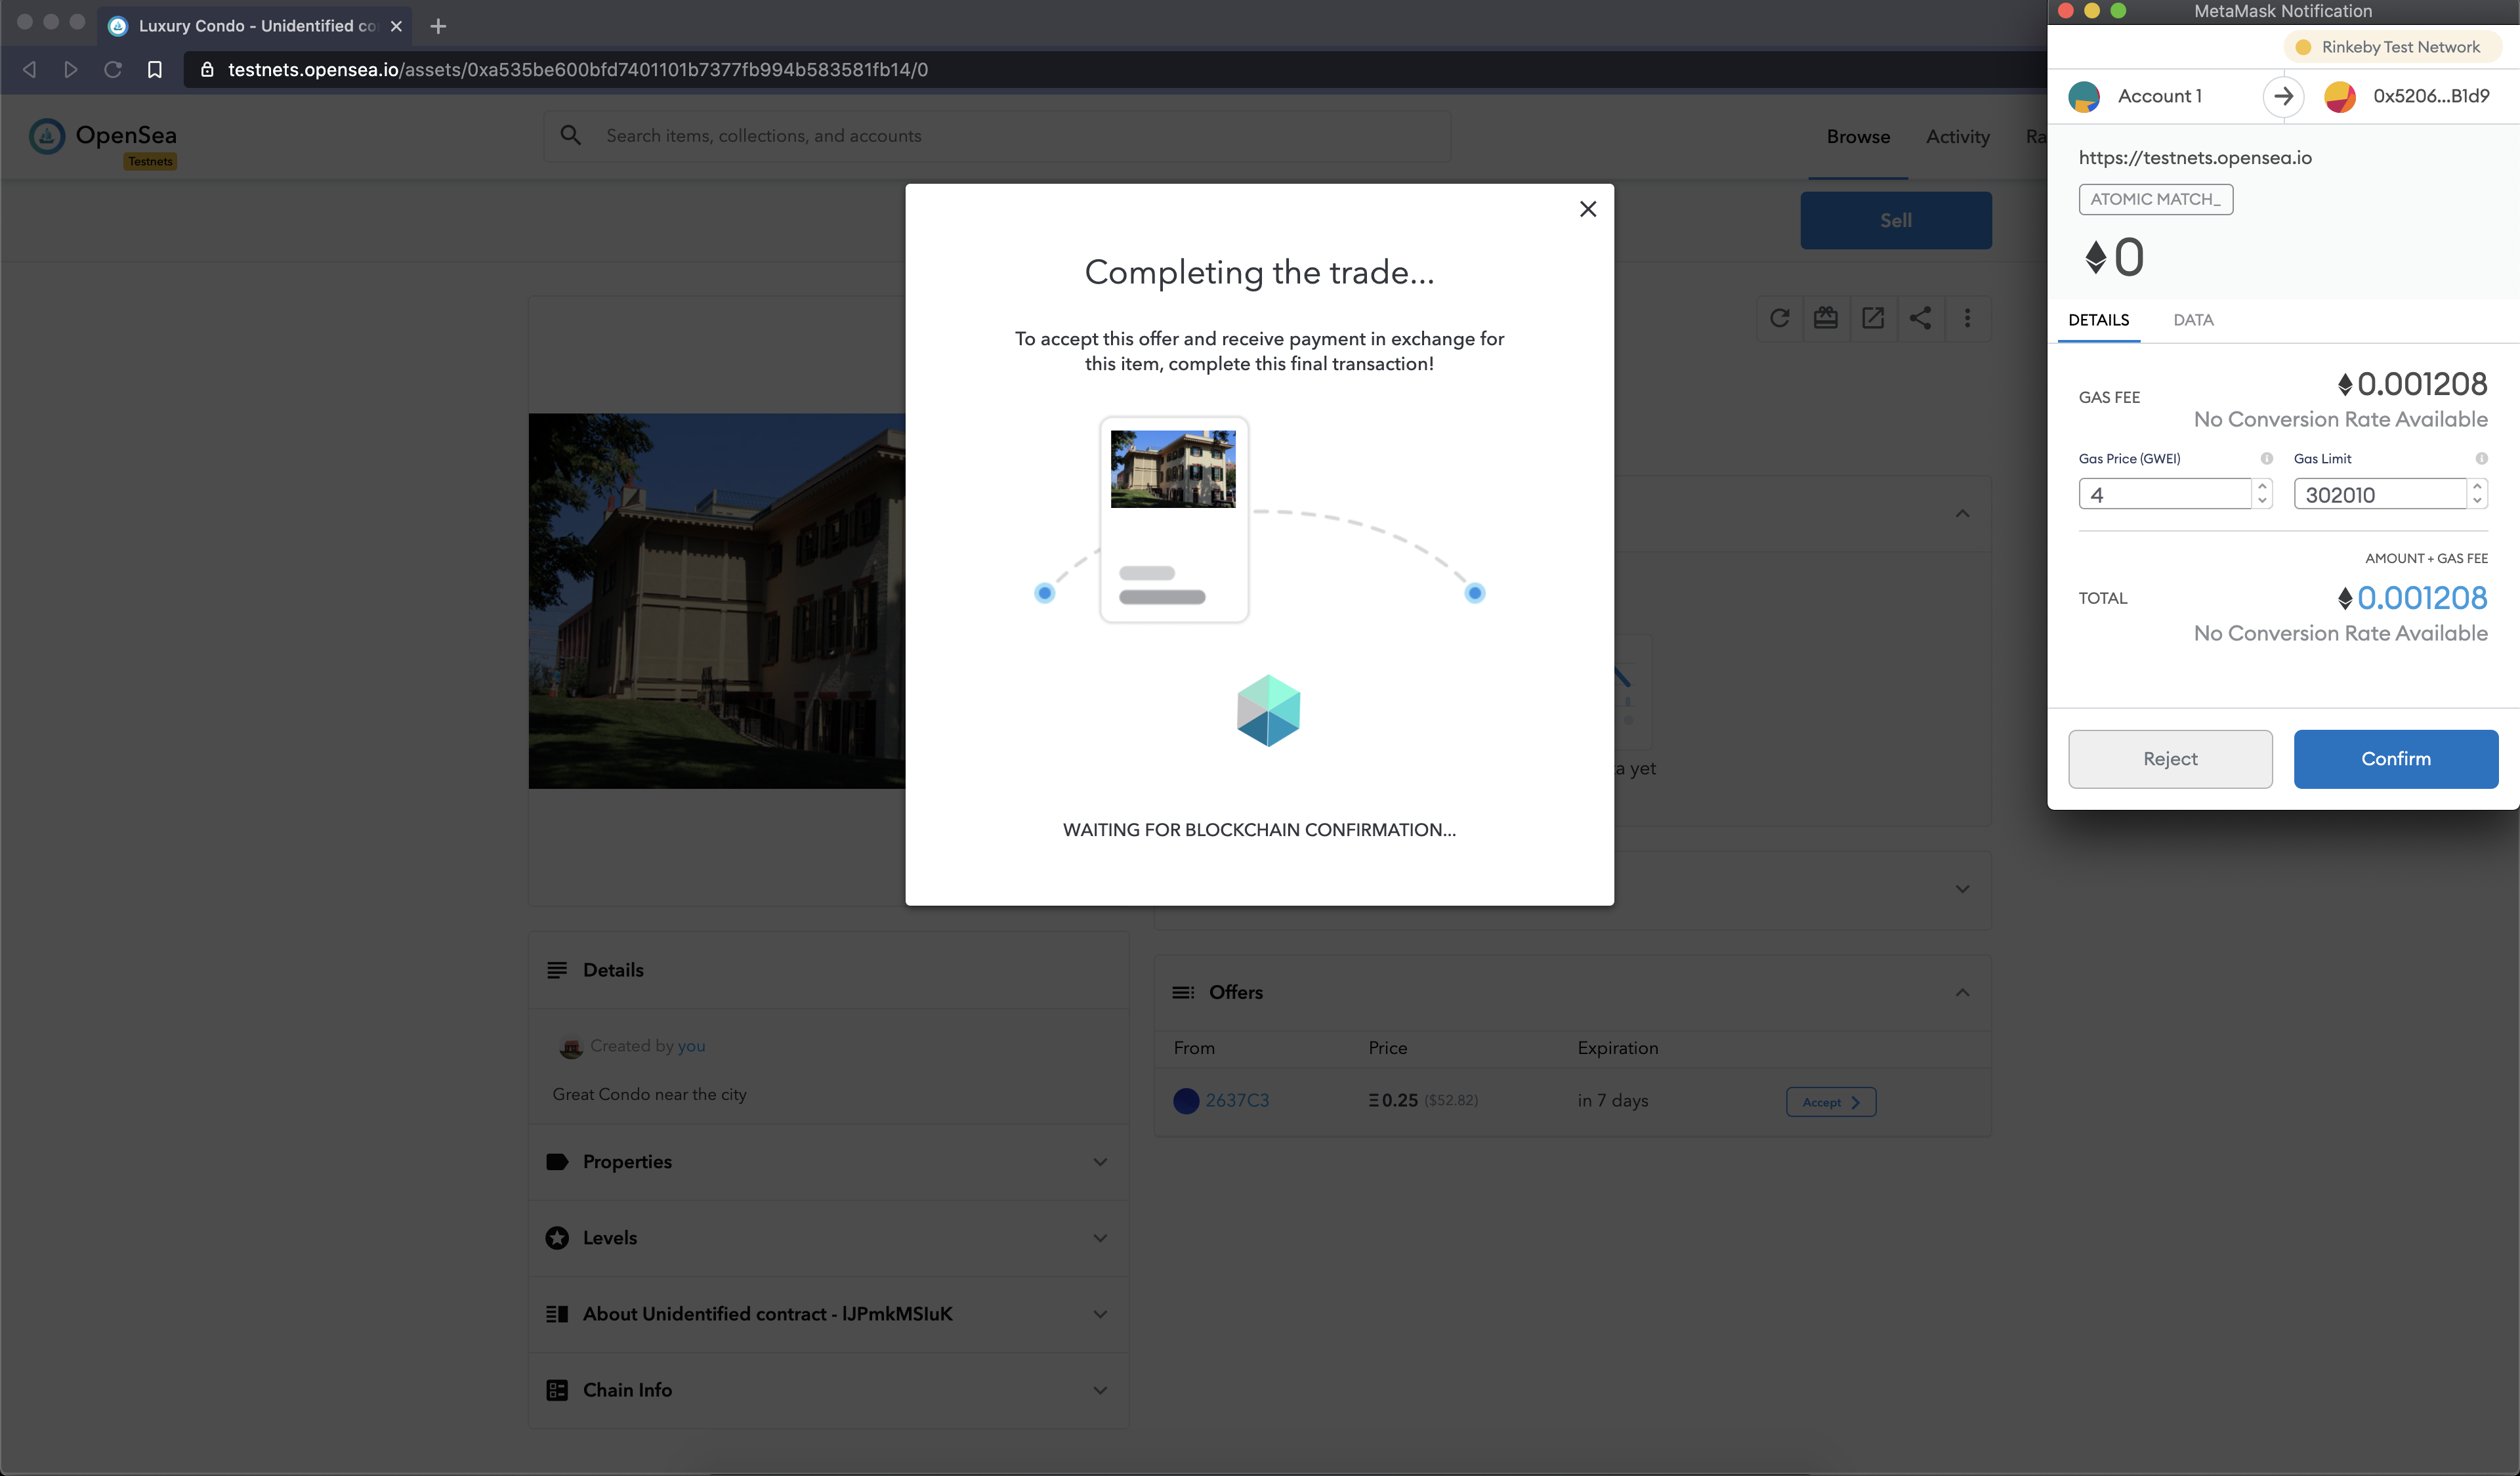 Luxury Condo - Unidentified co
testnets.opensea.io/assets/0xa535be600bfd7401101b7377fb994b583581fb14/0
OpenSea
Testnets
Search items, collections, and accounts
Browse
Activity
Ra
Sell
Completing the trade...
To accept this offer and receive payment in exchange for
this item, complete this final transaction!
WAITING FOR BLOCKCHAIN CONFIRMATION...
a yet
Details
Created by you
Great Condo near the city
Properties
Levels
About Unidentified contract - lJPmkMSIuK
Chain Info
Offers
From Price Expiration
2637C3 Ξ 0.25 ($52.82) in 7 days Accept
MetaMask Notification
Rinkeby Test Network
Account 1
0x5206...B1d9
https://testnets.opensea.io
ATOMIC MATCH_
0
DETAILS DATA
GAS FEE
0.001208
No Conversion Rate Available
Gas Price (GWEI) Gas Limit
4 302010
AMOUNT + GAS FEE
TOTAL
0.001208
No Conversion Rate Available
Reject Confirm